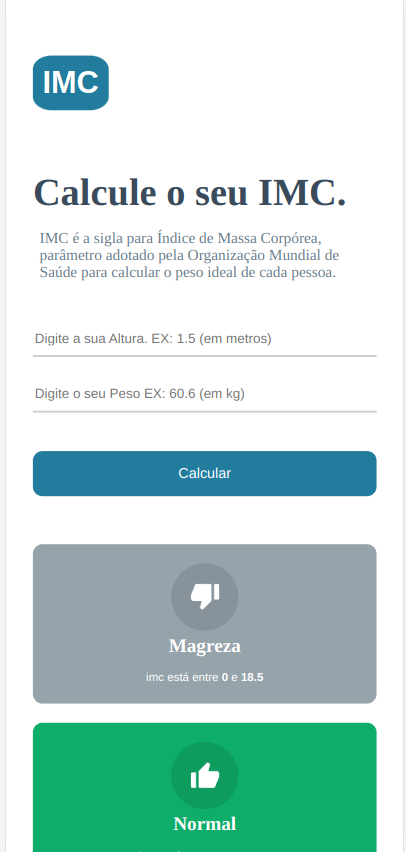 IMC
Calcule o seu IMC.
IMC é a sigla para Índice de Massa Corpórea,
parâmetro adotado pela Organização Mundial de
Saúde para calcular o peso ideal de cada pessoa.
Digite a sua Altura. EX: 1.5 (em metros)
Digite o seu Peso EX: 60.6 (em kg)
Calcular
Magreza
imc está entre 0 e 18.5
Normal